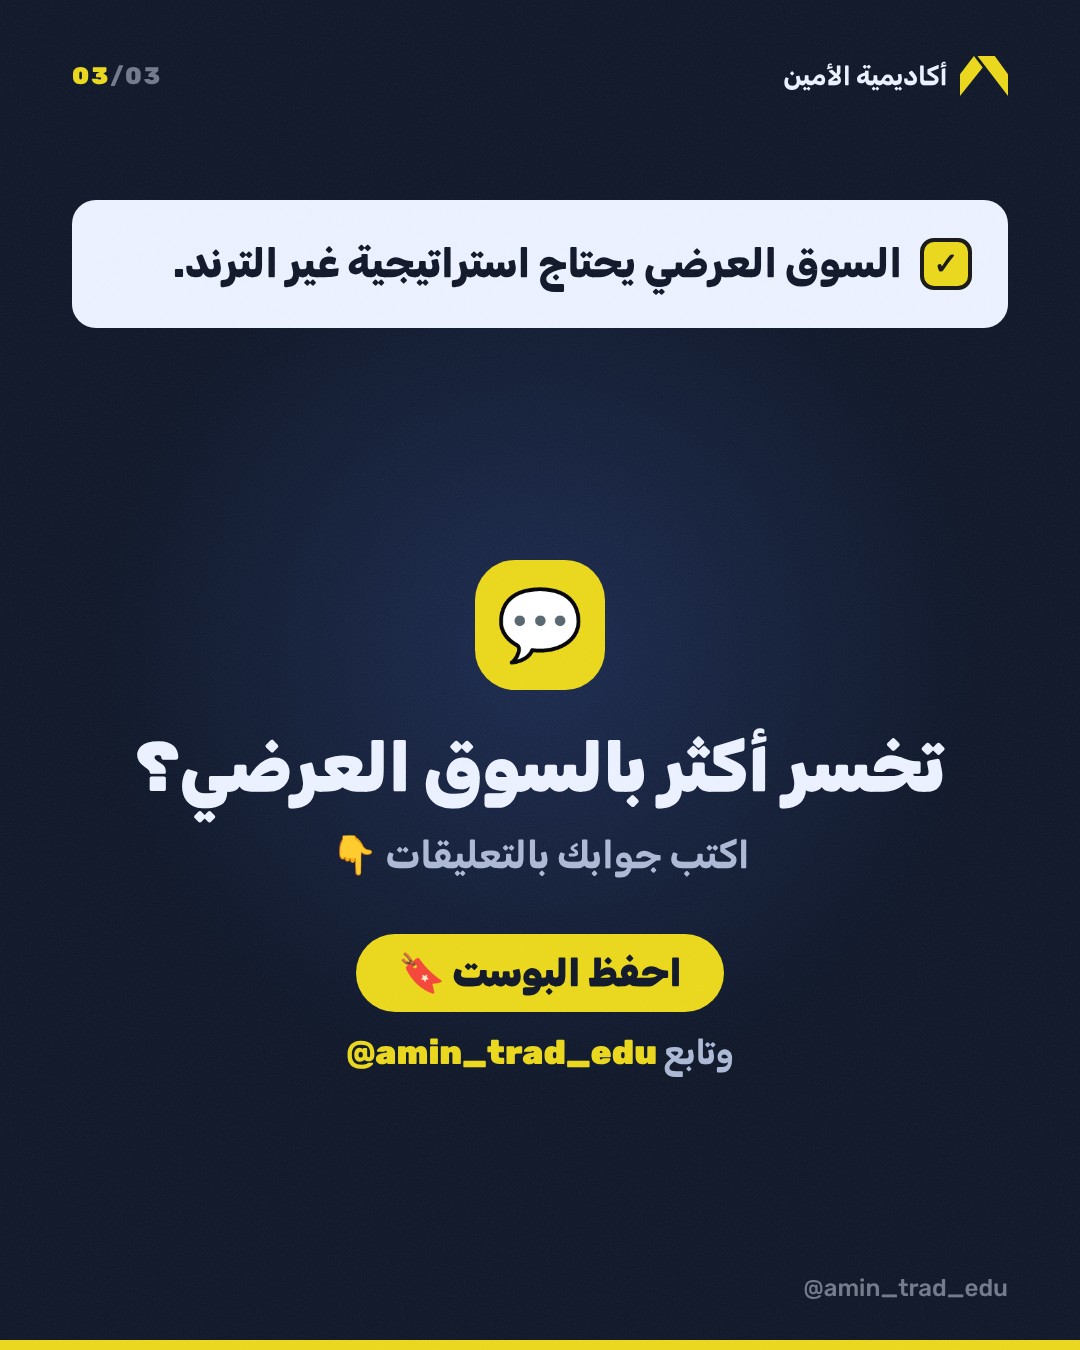 أكاديمية الأمين
03/03
✓ السوق العرضي يحتاج استراتيجية غير الترند.
تخسر أكثر بالسوق العرضي؟
اكتب جوابك بالتعليقات 👇
احفظ البوست 🔖
وتابع @amin_trad_edu
@amin_trad_edu